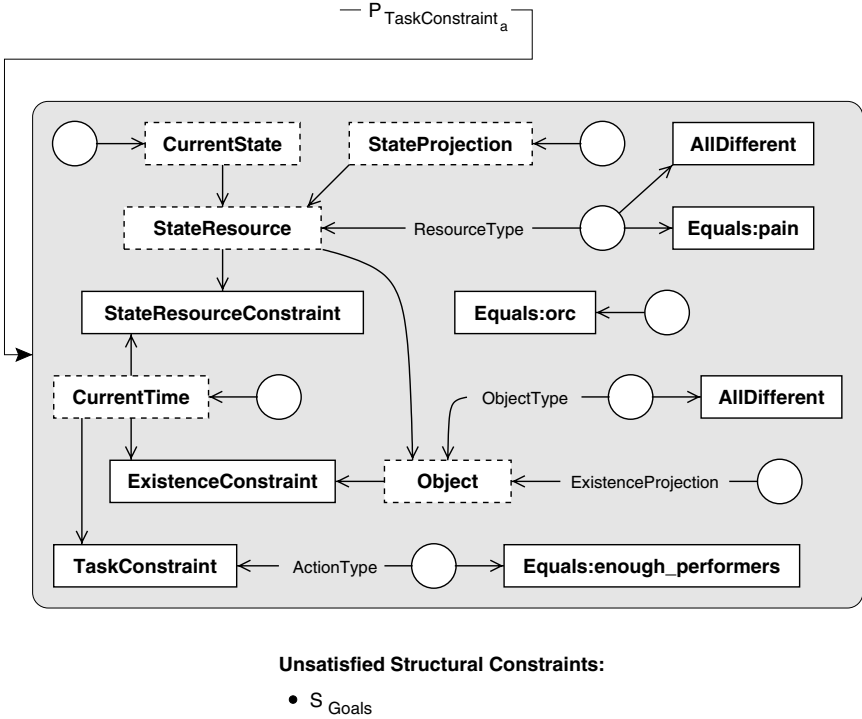 P TaskConstraint a
CurrentState StateProjection AllDifferent
StateResource ResourceType Equals:pain
StateResourceConstraint Equals:orc
CurrentTime ObjectType AllDifferent
ExistenceConstraint Object ExistenceProjection
TaskConstraint ActionType Equals:enough_performers
Unsatisfied Structural Constraints:
• S Goals